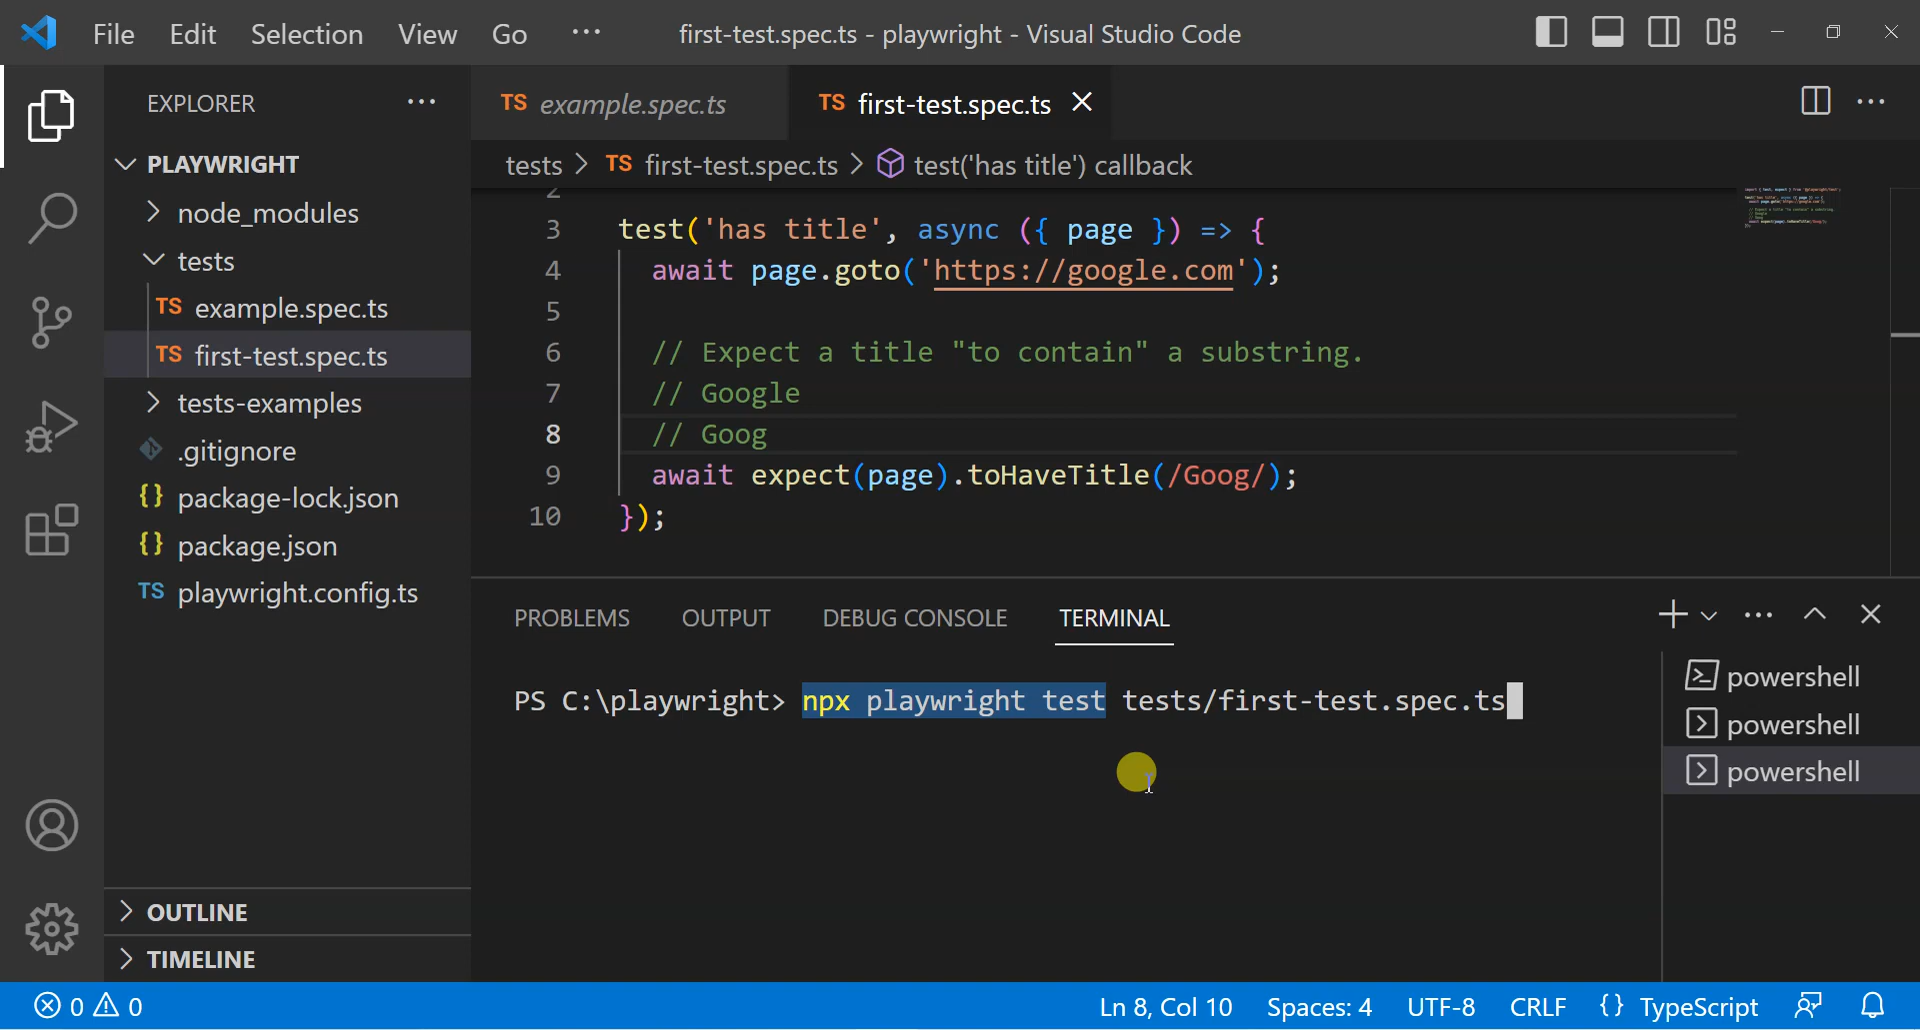 File Edit Selection View Go ··· first-test.spec.ts - playwright - Visual Studio Code
EXPLORER ···
PLAYWRIGHT
node_modules
tests
TS example.spec.ts
TS first-test.spec.ts
tests-examples
.gitignore
{} package-lock.json
{} package.json
TS playwright.config.ts
OUTLINE
TIMELINE
TS example.spec.ts TS first-test.spec.ts
tests > TS first-test.spec.ts > test('has title') callback
2
3 test('has title', async ({ page }) => {
4 await page.goto('https://google.com');
5
6 // Expect a title "to contain" a substring.
7 // Google
8 // Goog
9 await expect(page).toHaveTitle(/Goog/);
10 });
PROBLEMS OUTPUT DEBUG CONSOLE TERMINAL
PS C:\playwright> npx playwright test tests/first-test.spec.ts
powershell
powershell
powershell
0 0 Ln 8, Col 10 Spaces: 4 UTF-8 CRLF {} TypeScript